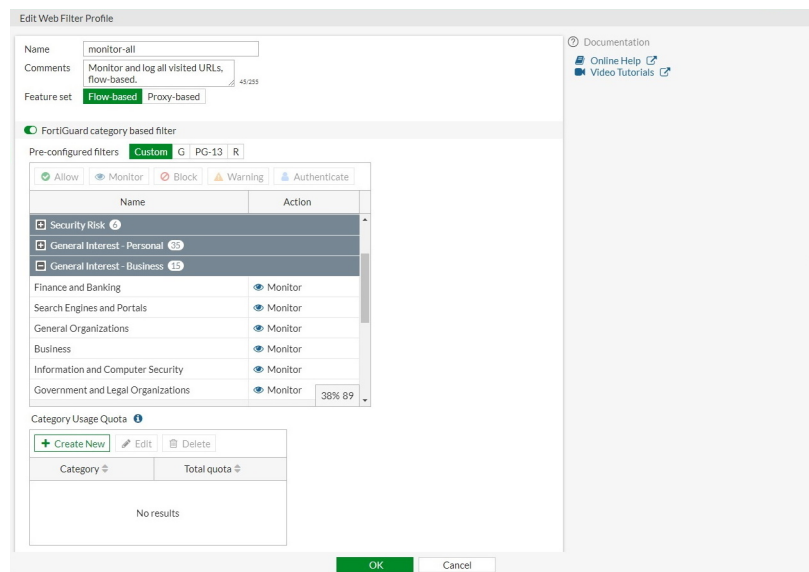 Edit Web Filter Profile
Name monitor-all
Comments Monitor and log all visited URLs,
flow-based. 45/255
Feature set Flow-based Proxy-based
FortiGuard category based filter
Pre-configured filters Custom G PG-13 R
Allow Monitor Block Warning Authenticate
Name Action
Security Risk 6
General Interest - Personal 35
General Interest - Business 15
Finance and Banking Monitor
Search Engines and Portals Monitor
General Organizations Monitor
Business Monitor
Information and Computer Security Monitor
Government and Legal Organizations Monitor
38% 89
Category Usage Quota
Create New Edit Delete
Category Total quota
No results
OK Cancel
Documentation
Online Help
Video Tutorials